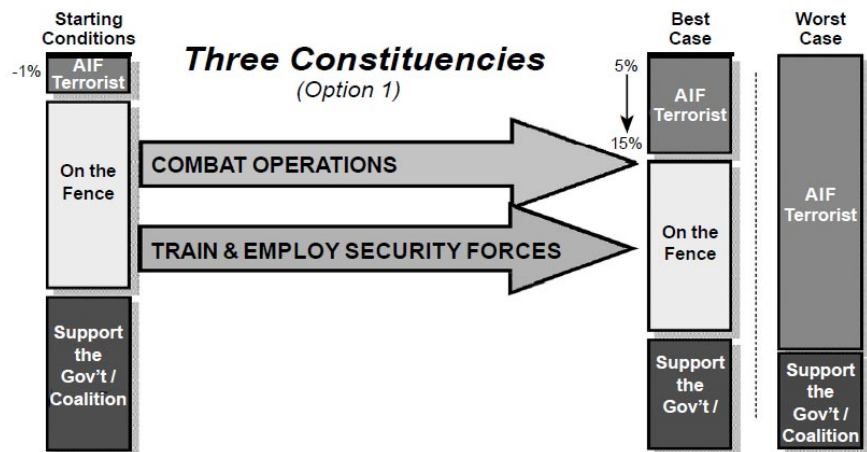 Starting
Conditions
Three Constituencies
(Option 1)
Best
Case
Worst
Case
-1%
AIF
Terrorist
On the
Fence
Support
the
Gov't /
Coalition
COMBAT OPERATIONS
TRAIN & EMPLOY SECURITY FORCES
5%
15%
AIF
Terrorist
On the
Fence
Support
the
Gov't /
AIF
Terrorist
Support
the
Gov't /
Coalition